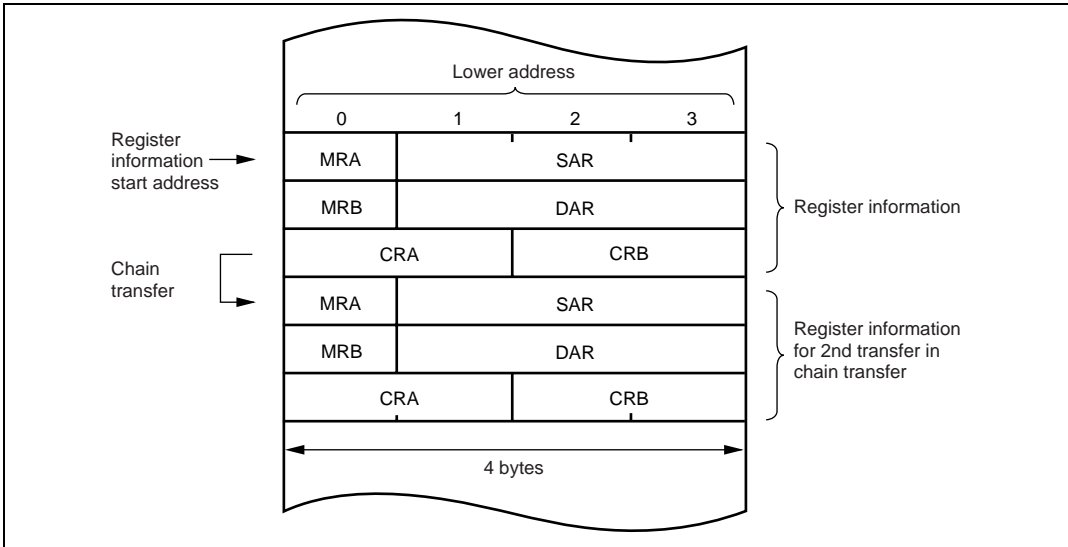 Lower address
0 1 2 3
Register
information
start address
MRA SAR
MRB DAR
Register information
CRA CRB
Chain
transfer
MRA SAR
MRB DAR
Register information
for 2nd transfer in
chain transfer
CRA CRB
4 bytes